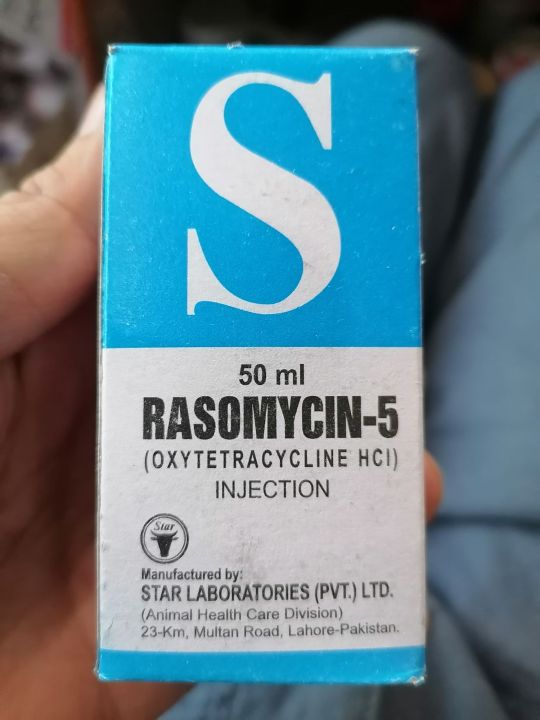 S
50 ml
RASOMYCIN-5
(OXYTETRACYCLINE HCl)
INJECTION
Star
Manufactured by:
STAR LABORATORIES (PVT.) LTD.
(Animal Health Care Division)
23-Km, Multan Road, Lahore-Pakistan.